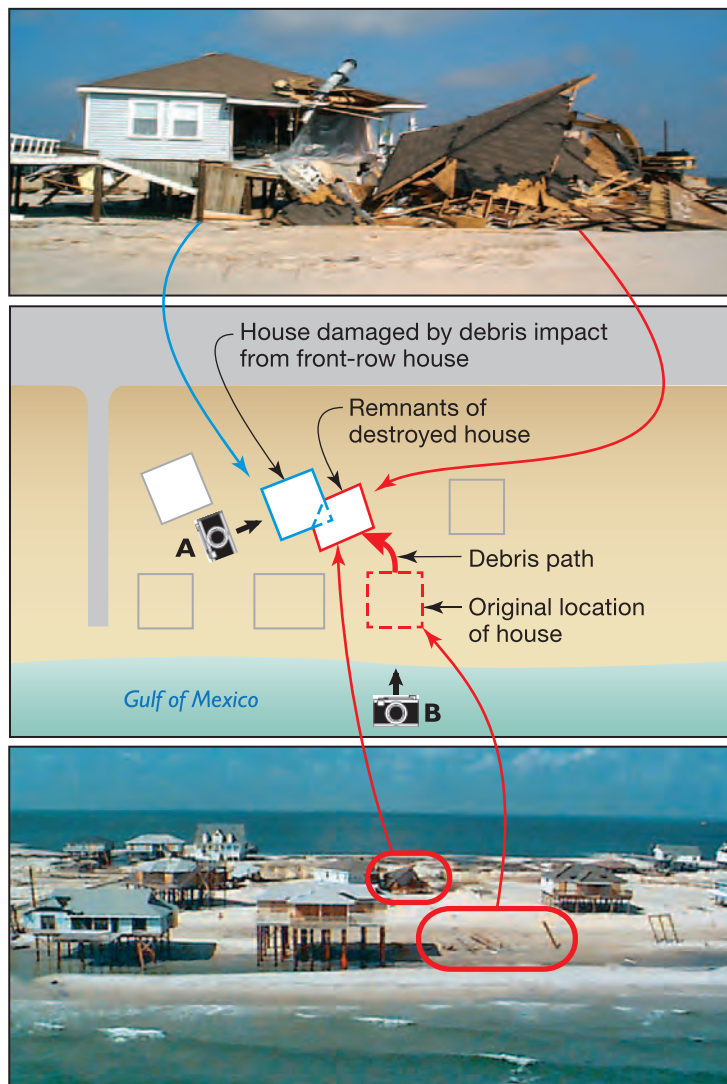 House damaged by debris impact
from front-row house
Remnants of
destroyed house
A
Debris path
Original location
of house
Gulf of Mexico
B